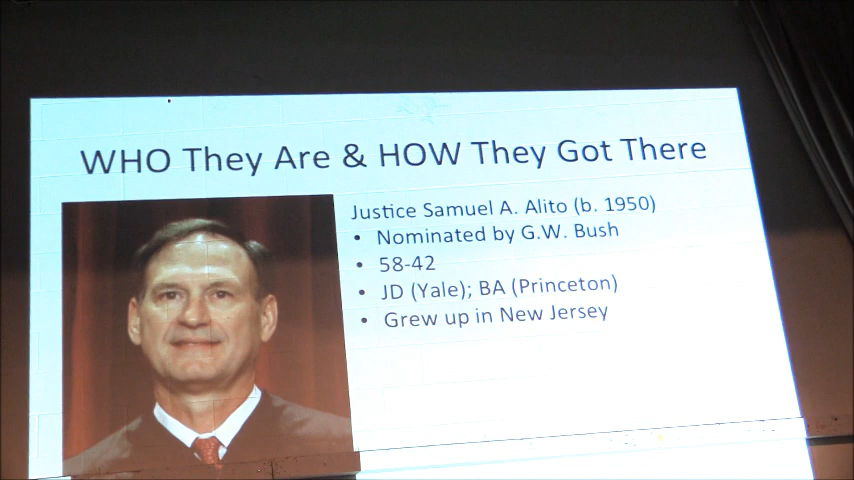 WHO They Are & HOW They Got There
Justice Samuel A. Alito (b. 1950)
• Nominated by G.W. Bush
• 58-42
• JD (Yale); BA (Princeton)
• Grew up in New Jersey